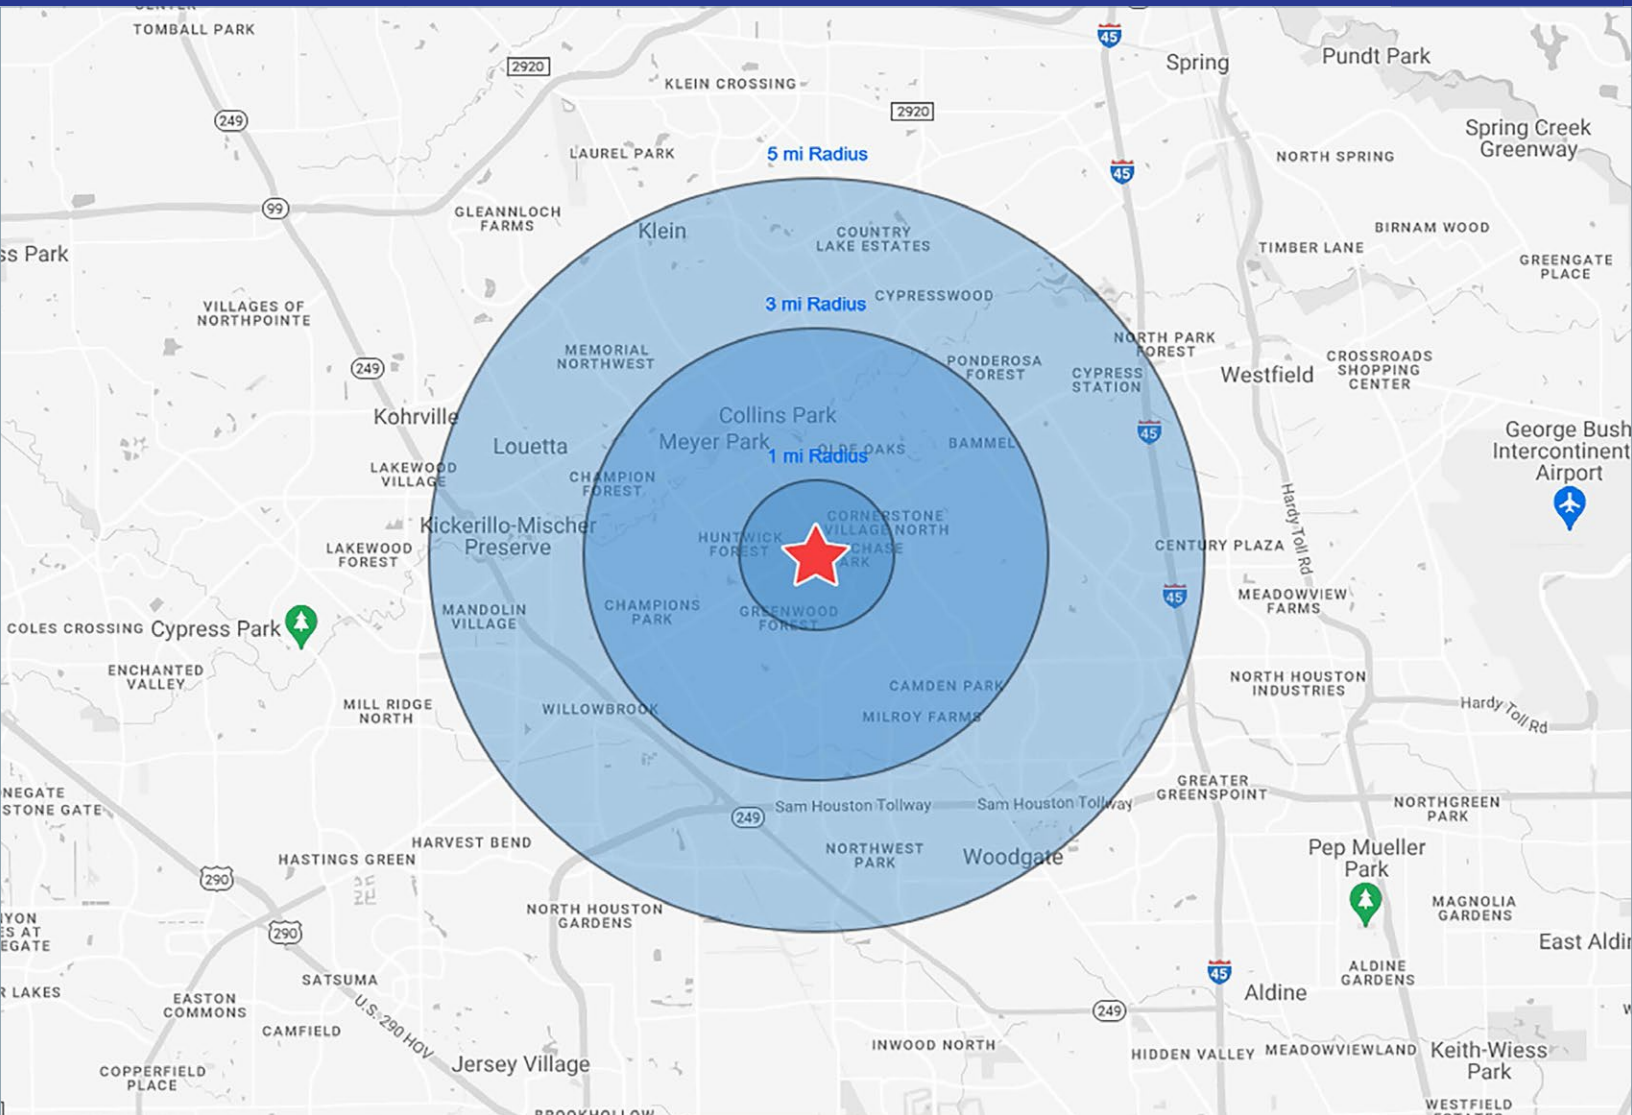 TOMBALL PARK
45
Spring
Pundt Park
2920
KLEIN CROSSING
2920
249
Spring Creek
Greenway
LAUREL PARK
5 mi Radius
NORTH SPRING
45
99
GLEANNLOCH
FARMS
Klein
COUNTRY
LAKE ESTATES
BIRNAM WOOD
TIMBER LANE
ss Park
GREENGATE
PLACE
VILLAGES OF
NORTHPOINTE
3 mi Radius
CYPRESSWOOD
MEMORIAL
NORTHWEST
NORTH PARK
FOREST
249
PONDEROSA
FOREST
CYPRESS
STATION
Westfield
CROSSROADS
SHOPPING
CENTER
Kohrville
Collins Park
Meyer Park
OLDE OAKS
BAMMEL
45
George Bush
Intercontinent
Airport
Louetta
1 mi Radius
LAKEWOOD
VILLAGE
CHAMPION
FOREST
Hardy Toll Rd
Kickerillo-Mischer
Preserve
CORNERSTONE
VILLAGE NORTH
HUNTWICK
FOREST
CHASE
ARK
LAKEWOOD
FOREST
CENTURY PLAZA
45
MEADOWVIEW
FARMS
MANDOLIN
VILLAGE
CHAMPIONS
PARK
GREENWOOD
FOREST
COLES CROSSING
Cypress Park
ENCHANTED
VALLEY
CAMDEN PARK
NORTH HOUSTON
INDUSTRIES
MILL RIDGE
NORTH
WILLOWBROOK
MILROY FARMS
Hardy Toll Rd
NEGATE
STONE GATE
249
Sam Houston Tollway
Sam Houston Tollway
GREATER
GREENSPOINT
NORTHGREEN
PARK
HARVEST BEND
HASTINGS GREEN
NORTHWEST
PARK
Woodgate
Pep Mueller
Park
290
NORTH HOUSTON
GARDENS
MAGNOLIA
GARDENS
YON
ES AT
EGATE
290
East Aldin
SATSUMA
45
ALDINE
GARDENS
R LAKES
EASTON
COMMONS
Aldine
249
U.S. 290 HOV
CAMFIELD
INWOOD NORTH
HIDDEN VALLEY
MEADOWVIEWLAND
Keith-Wiess
Park
Jersey Village
COPPERFIELD
PLACE
WESTFIELD